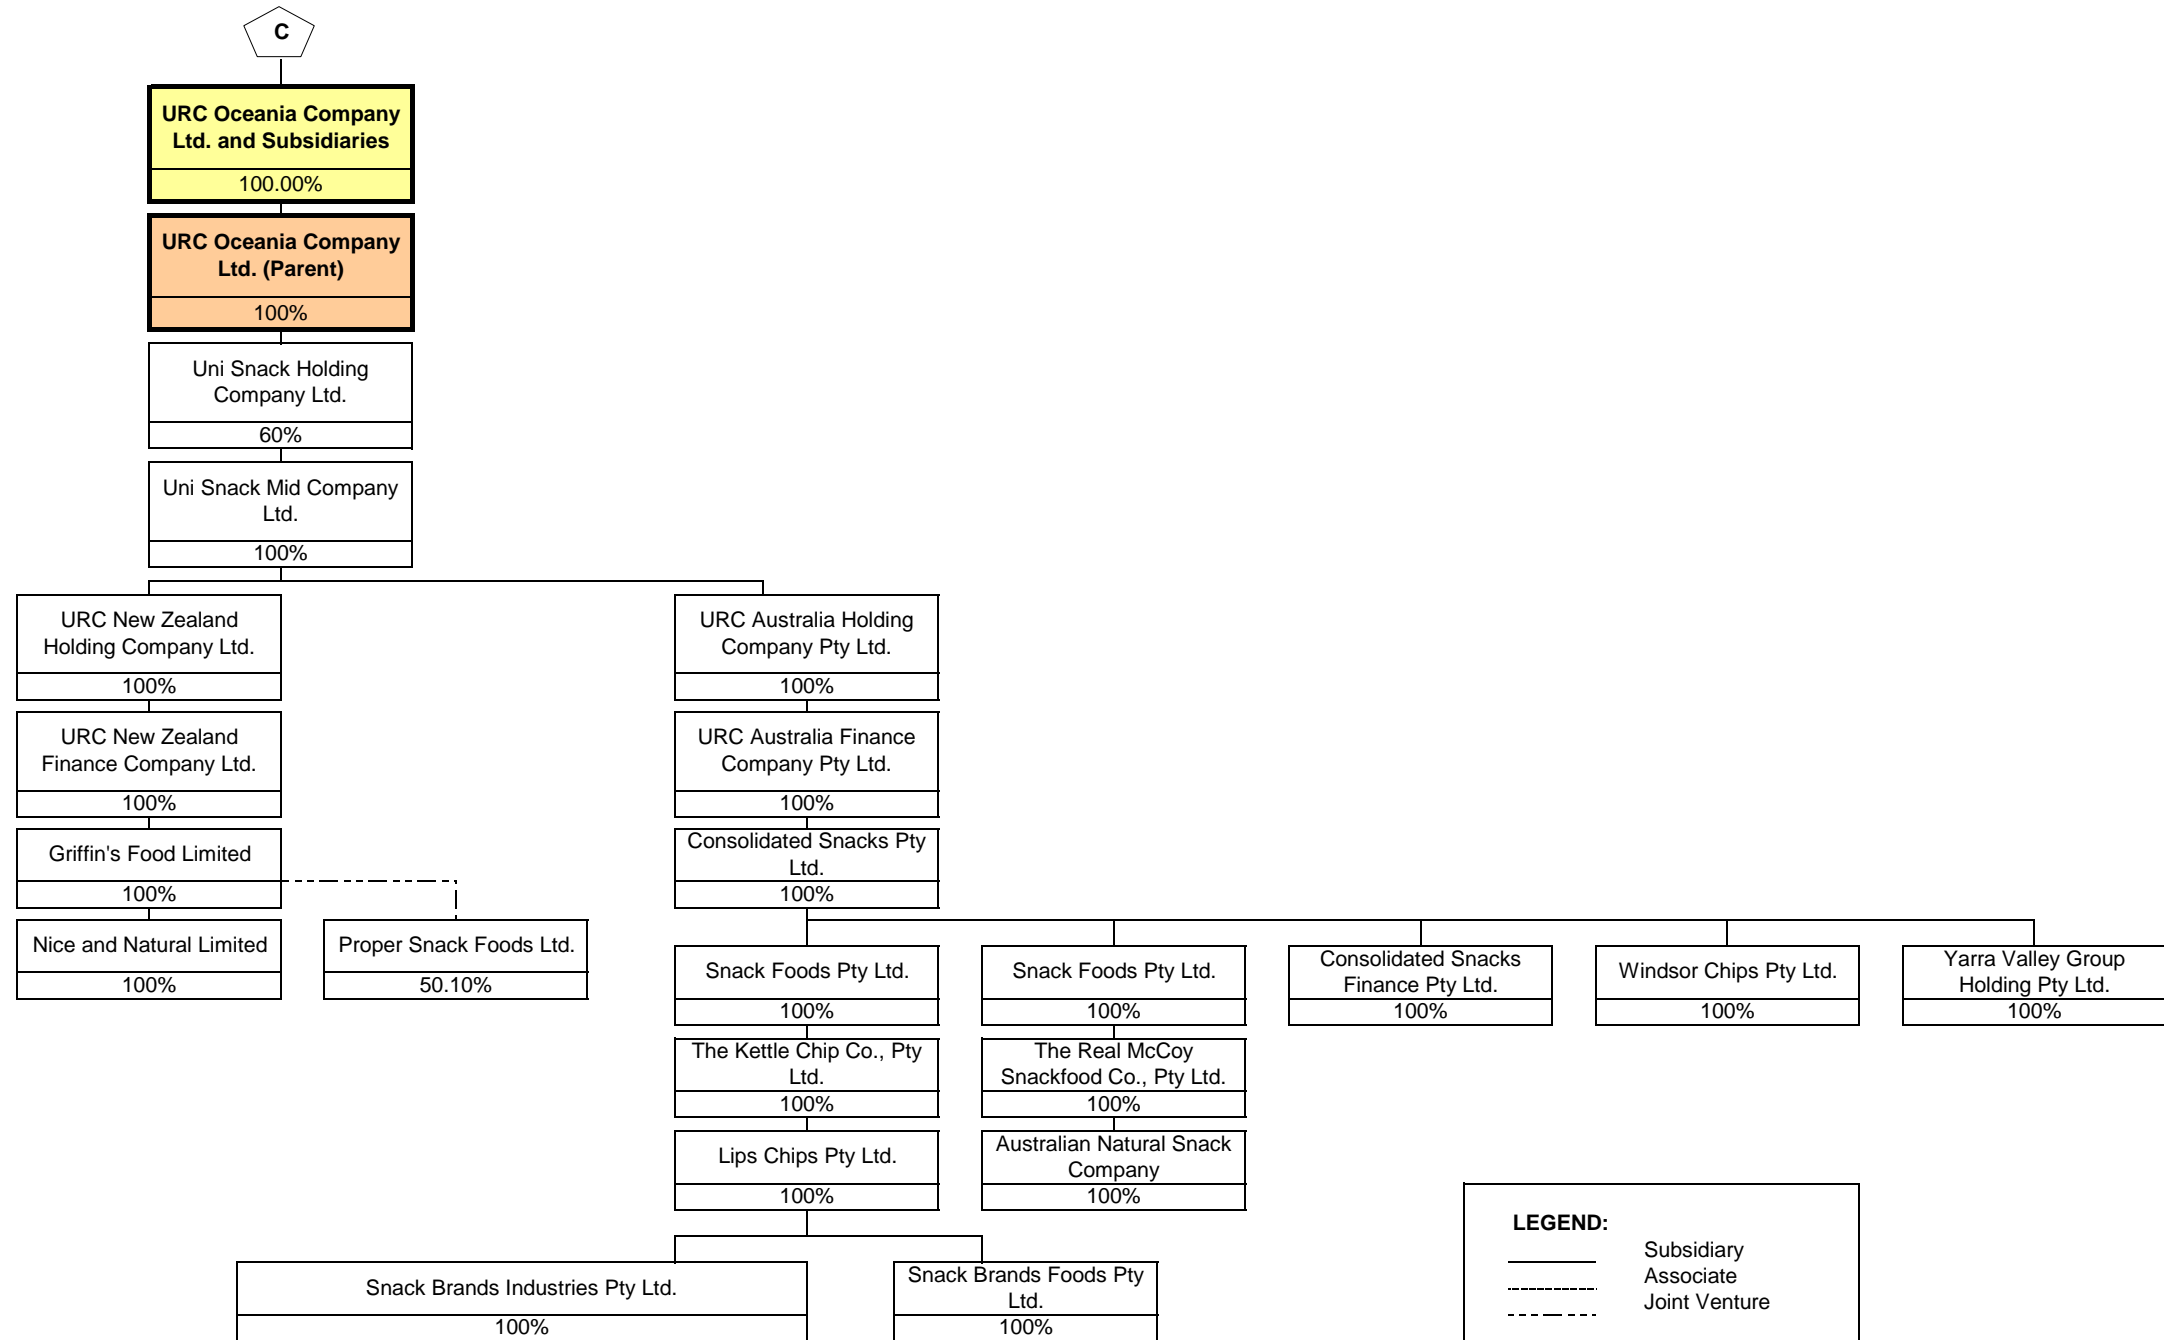 C
URC Oceania Company
Ltd. and Subsidiaries
100.00%
URC Oceania Company
Ltd. (Parent)
100%
Uni Snack Holding
Company Ltd.
60%
Uni Snack Mid Company
Ltd.
100%
URC New Zealand
Holding Company Ltd.
100%
URC Australia Holding
Company Pty Ltd.
100%
URC New Zealand
Finance Company Ltd.
100%
URC Australia Finance
Company Pty Ltd.
100%
Griffin's Food Limited
100%
Consolidated Snacks Pty
Ltd.
100%
Nice and Natural Limited
100%
Proper Snack Foods Ltd.
50.10%
Snack Foods Pty Ltd.
100%
Snack Foods Pty Ltd.
100%
Consolidated Snacks
Finance Pty Ltd.
100%
Windsor Chips Pty Ltd.
100%
Yarra Valley Group
Holding Pty Ltd.
100%
The Kettle Chip Co., Pty
Ltd.
100%
The Real McCoy
Snackfood Co., Pty Ltd.
100%
Lips Chips Pty Ltd.
100%
Australian Natural Snack
Company
100%
Snack Brands Industries Pty Ltd.
100%
Snack Brands Foods Pty
Ltd.
100%
LEGEND:
Subsidiary
Associate
Joint Venture